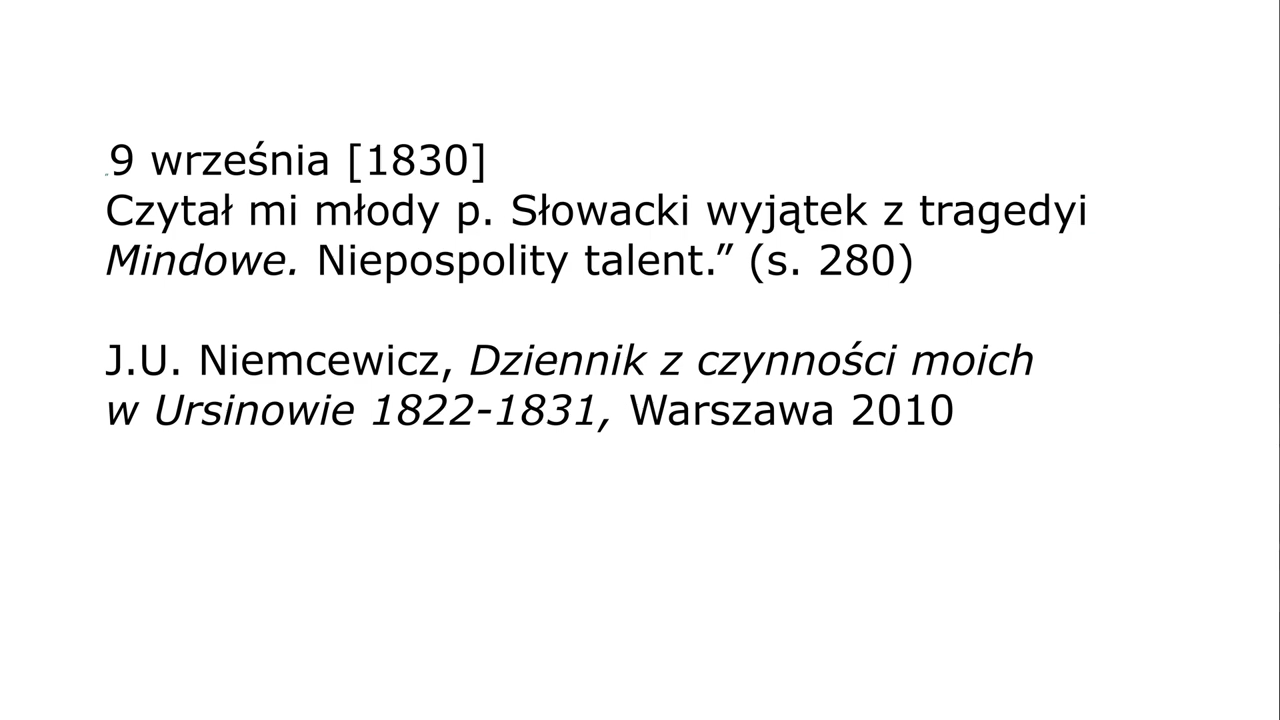 „9 września [1830]
Czytał mi młody p. Słowacki wyjątek z tragedyi
Mindowe. Niepospolity talent.” (s. 280)
J.U. Niemcewicz, Dziennik z czynności moich
w Ursinowie 1822-1831, Warszawa 2010